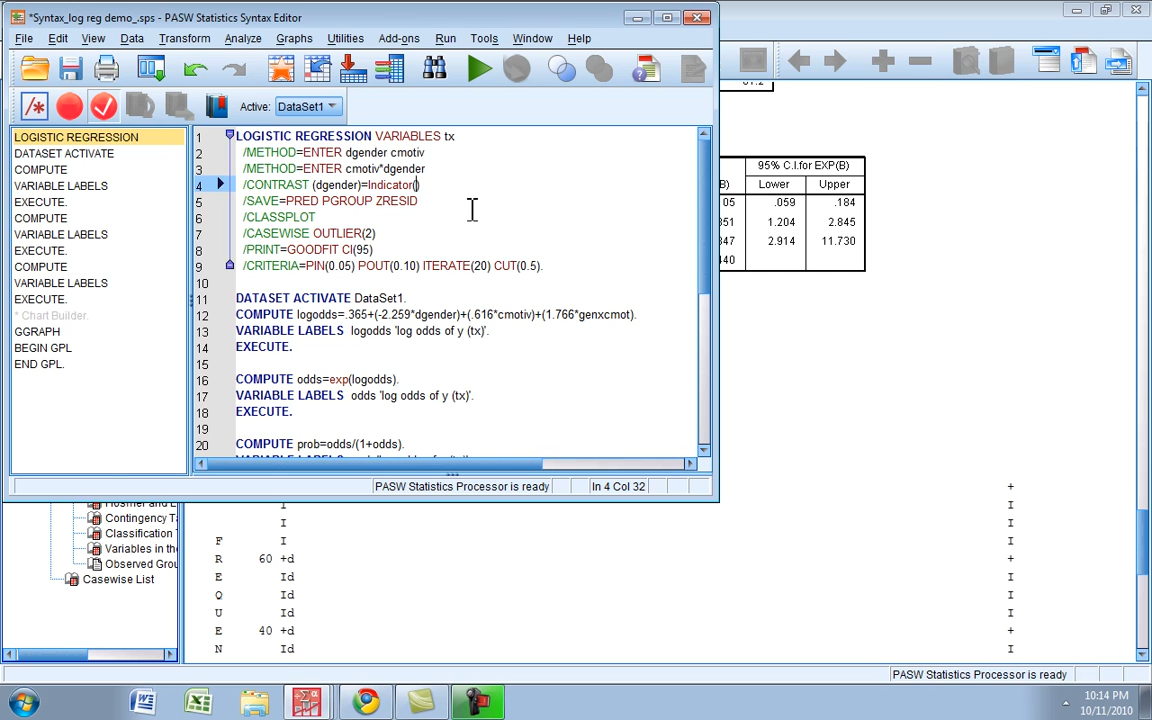 *Syntax_log reg demo_.sps - PASW Statistics Syntax Editor
File Edit View Data Transform Analyze Graphs Utilities Add-ons Run Tools Window Help
Active: DataSet1
LOGISTIC REGRESSION
DATASET ACTIVATE
COMPUTE
VARIABLE LABELS
EXECUTE.
COMPUTE
VARIABLE LABELS
EXECUTE.
COMPUTE
VARIABLE LABELS
EXECUTE.
* Chart Builder.
GGRAPH
BEGIN GPL
END GPL.
1 LOGISTIC REGRESSION VARIABLES tx
2 /METHOD=ENTER dgender cmotiv
3 /METHOD=ENTER cmotiv*dgender
4 /CONTRAST (dgender)=Indicator()
5 /SAVE=PRED PGROUP ZRESID
6 /CLASSPLOT
7 /CASEWISE OUTLIER(2)
8 /PRINT=GOODFIT CI(95)
9 /CRITERIA=PIN(0.05) POUT(0.10) ITERATE(20) CUT(0.5).
10
11 DATASET ACTIVATE DataSet1.
12 COMPUTE logodds=.365+(-2.259*dgender)+(.616*cmotiv)+(1.766*genxcmot).
13 VARIABLE LABELS logodds 'log odds of y (tx)'.
14 EXECUTE.
15
16 COMPUTE odds=exp(logodds).
17 VARIABLE LABELS odds 'log odds of y (tx)'.
18 EXECUTE.
19
20 COMPUTE prob=odds/(1+odds).
PASW Statistics Processor is ready In 4 Col 32
95% C.I.for EXP(B)
B) Lower Upper
05 .059 .184
351 1.204 2.845
347 2.914 11.730
440
Contingency Ta
Classification T
Variables in the
Observed Grou
Casewise List
+
I I
I I
F I I
R 60 +d +
E Id I
Q Id I
U Id I
E 40 +d +
N Id I
PASW Statistics Processor is ready
10:14 PM
10/11/2010